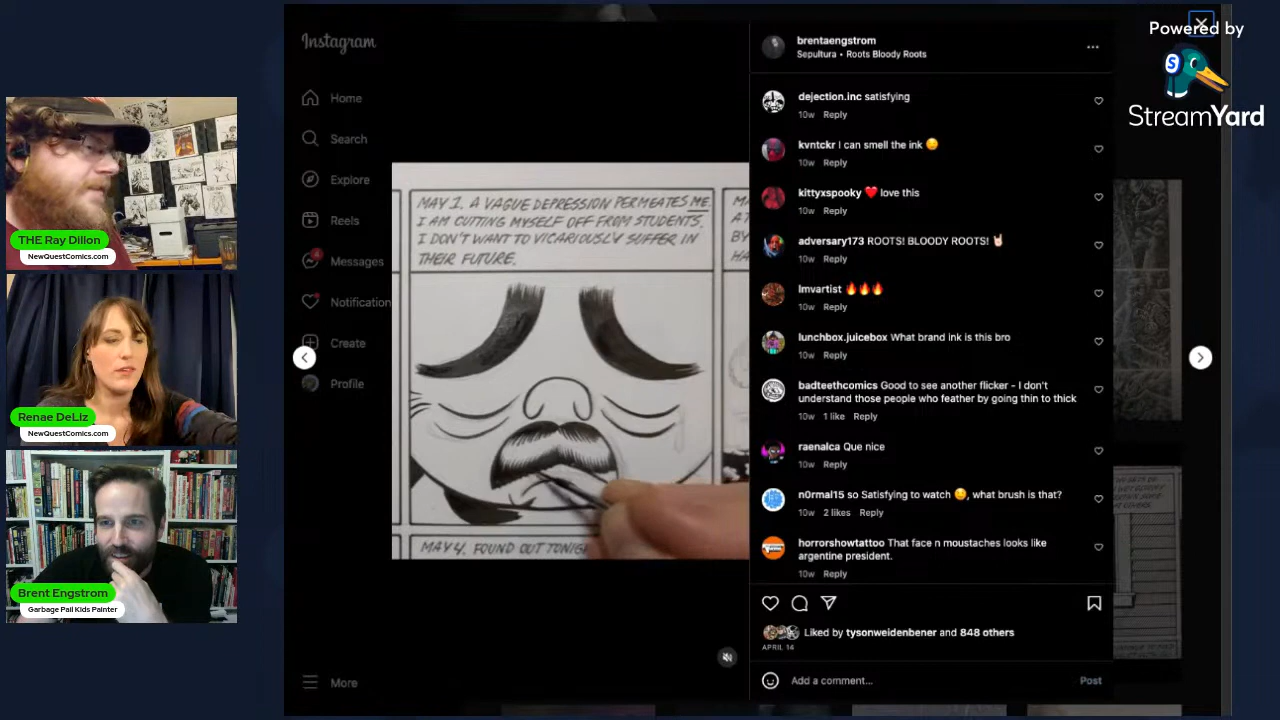 Powered by
StreamYard
THE Ray Dillon
NewQuestComics.com
Renae DeLiz
NewQuestComics.com
Brent Engstrom
Garbage Pail Kids Painter
Instagram
Home
Search
Explore
Reels
Messages
Notification
Create
Profile
More
MAY 1. A VAGUE DEPRESSION PERMEATES ME.
I AM CUTTING MYSELF OFF FROM STUDENTS.
I DON'T WANT TO VICARIOUSLY SUFFER IN
THEIR FUTURE.
MAY 4. FOUND OUT TONIG
brentaengstrom
Sepultura • Roots Bloody Roots
dejection.inc satisfying
10w Reply
kvntckr I can smell the ink 😌
10w Reply
kittyxspooky ❤️ love this
10w Reply
adversary173 ROOTS! BLOODY ROOTS! 🤘🏻
10w Reply
lmvartist 🔥🔥🔥
10w Reply
lunchbox.juicebox What brand ink is this bro
10w Reply
badteethcomics Good to see another flicker - I don't
understand those people who feather by going thin to thick
10w 1 like Reply
raenalca Que nice
10w Reply
n0rmal15 so Satisfying to watch 😌, what brush is that?
10w 2 likes Reply
horrorshowtattoo That face n moustaches looks like
argentine president.
10w Reply
Liked by tysonweidenbener and 848 others
APRIL 14
Add a comment... Post